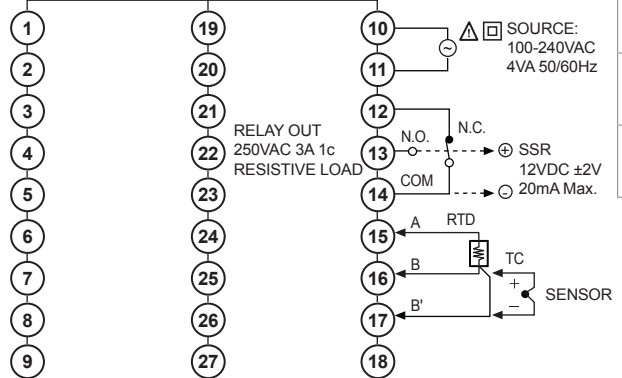 1 19 10 ⚠ SOURCE:
100-240VAC
2 20 11 4VA 50/60Hz
3 21 12
RELAY OUT N.O. N.C.
4 22 250VAC 3A 1c 13 ⊕ SSR
RESISTIVE LOAD 12VDC ±2V
5 23 14 COM ⊖ 20mA Max.
6 24 15 A RTD
7 25 16 B TC
+
SENSOR
−
8 26 17 B'
9 27 18